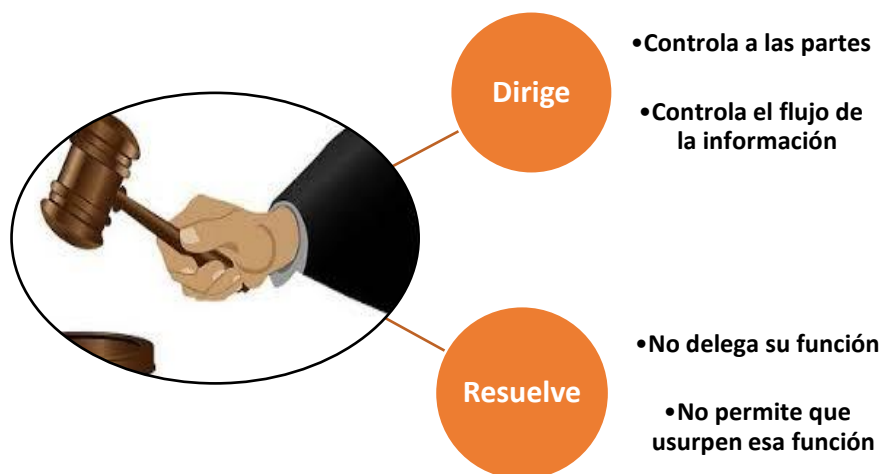 Dirige
•Controla a las partes
•Controla el flujo de
la información
Resuelve
•No delega su función
•No permite que
usurpen esa función